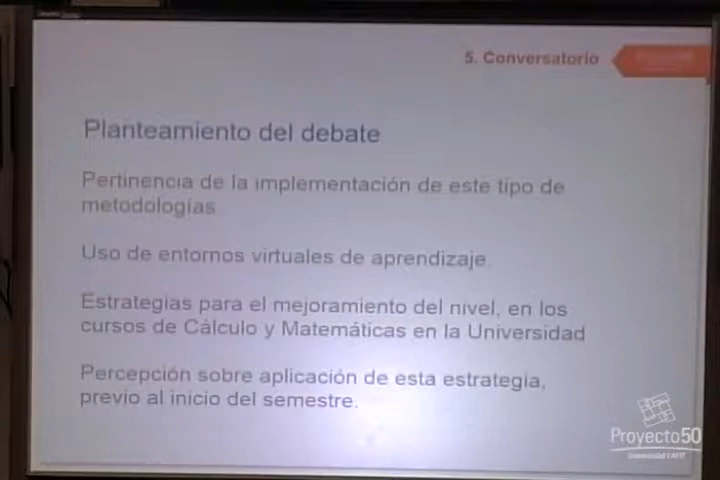 5. Conversatorio
Planteamiento del debate
Pertinencia de la implementación de este tipo de
metodologías
Uso de entornos virtuales de aprendizaje.
Estrategias para el mejoramiento del nivel, en los
cursos de Cálculo y Matemáticas en la Universidad
Percepción sobre aplicación de esta estrategia,
previo al inicio del semestre.
Proyecto50
Universidad EAFIT